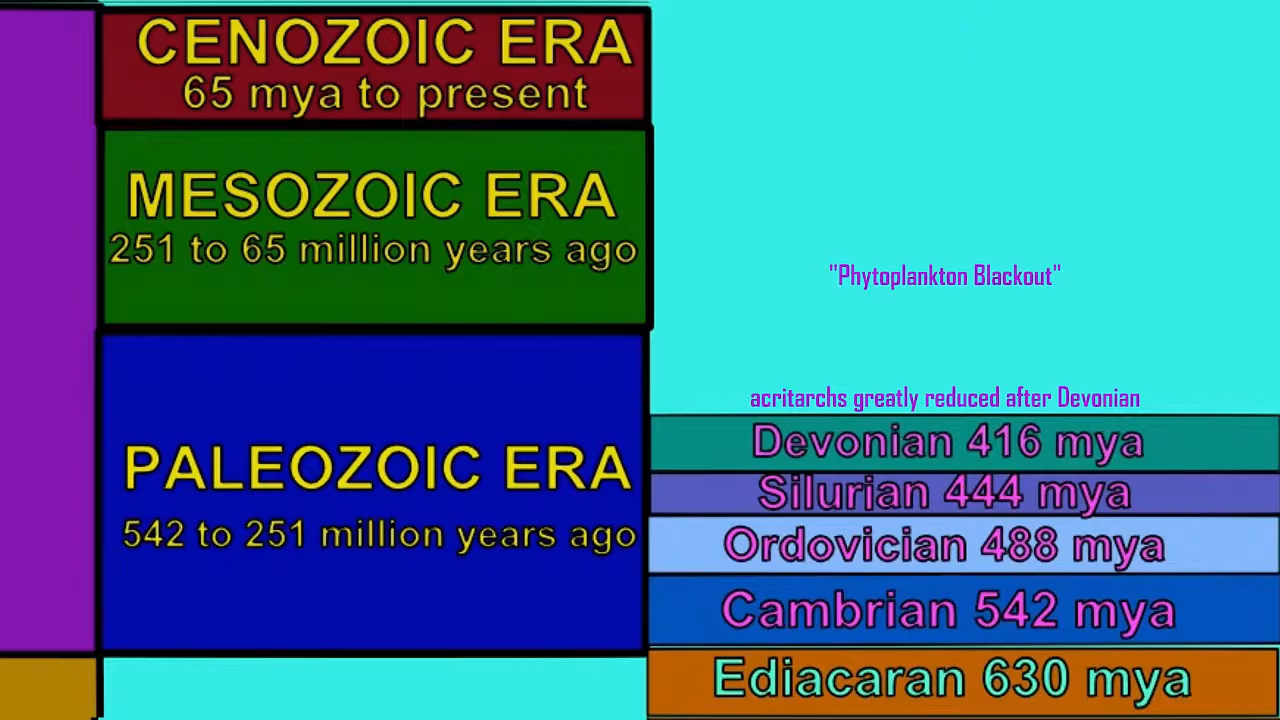 CENOZOIC ERA
65 mya to present
MESOZOIC ERA
251 to 65 million years ago
PALEOZOIC ERA
542 to 251 million years ago
"Phytoplankton Blackout"
acritarchs greatly reduced after Devonian
Devonian 416 mya
Silurian 444 mya
Ordovician 488 mya
Cambrian 542 mya
Ediacaran 630 mya